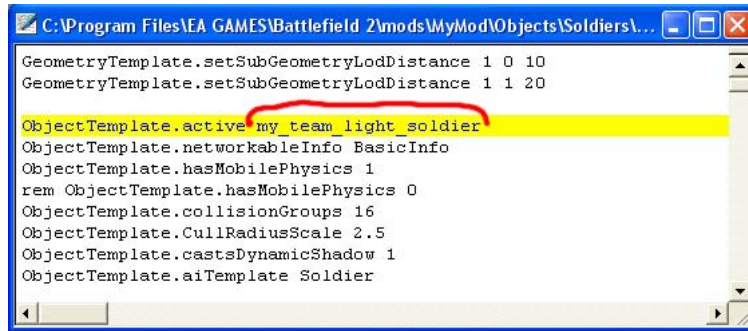 C:\Program Files\EA GAMES\Battlefield 2\mods\MyMod\Objects\Soldiers\...
GeometryTemplate.setSubGeometryLodDistance 1 0 10
GeometryTemplate.setSubGeometryLodDistance 1 1 20
ObjectTemplate.active my_team_light_soldier
ObjectTemplate.networkableInfo BasicInfo
ObjectTemplate.hasMobilePhysics 1
rem ObjectTemplate.hasMobilePhysics 0
ObjectTemplate.collisionGroups 16
ObjectTemplate.CullRadiusScale 2.5
ObjectTemplate.castsDynamicShadow 1
ObjectTemplate.aiTemplate Soldier